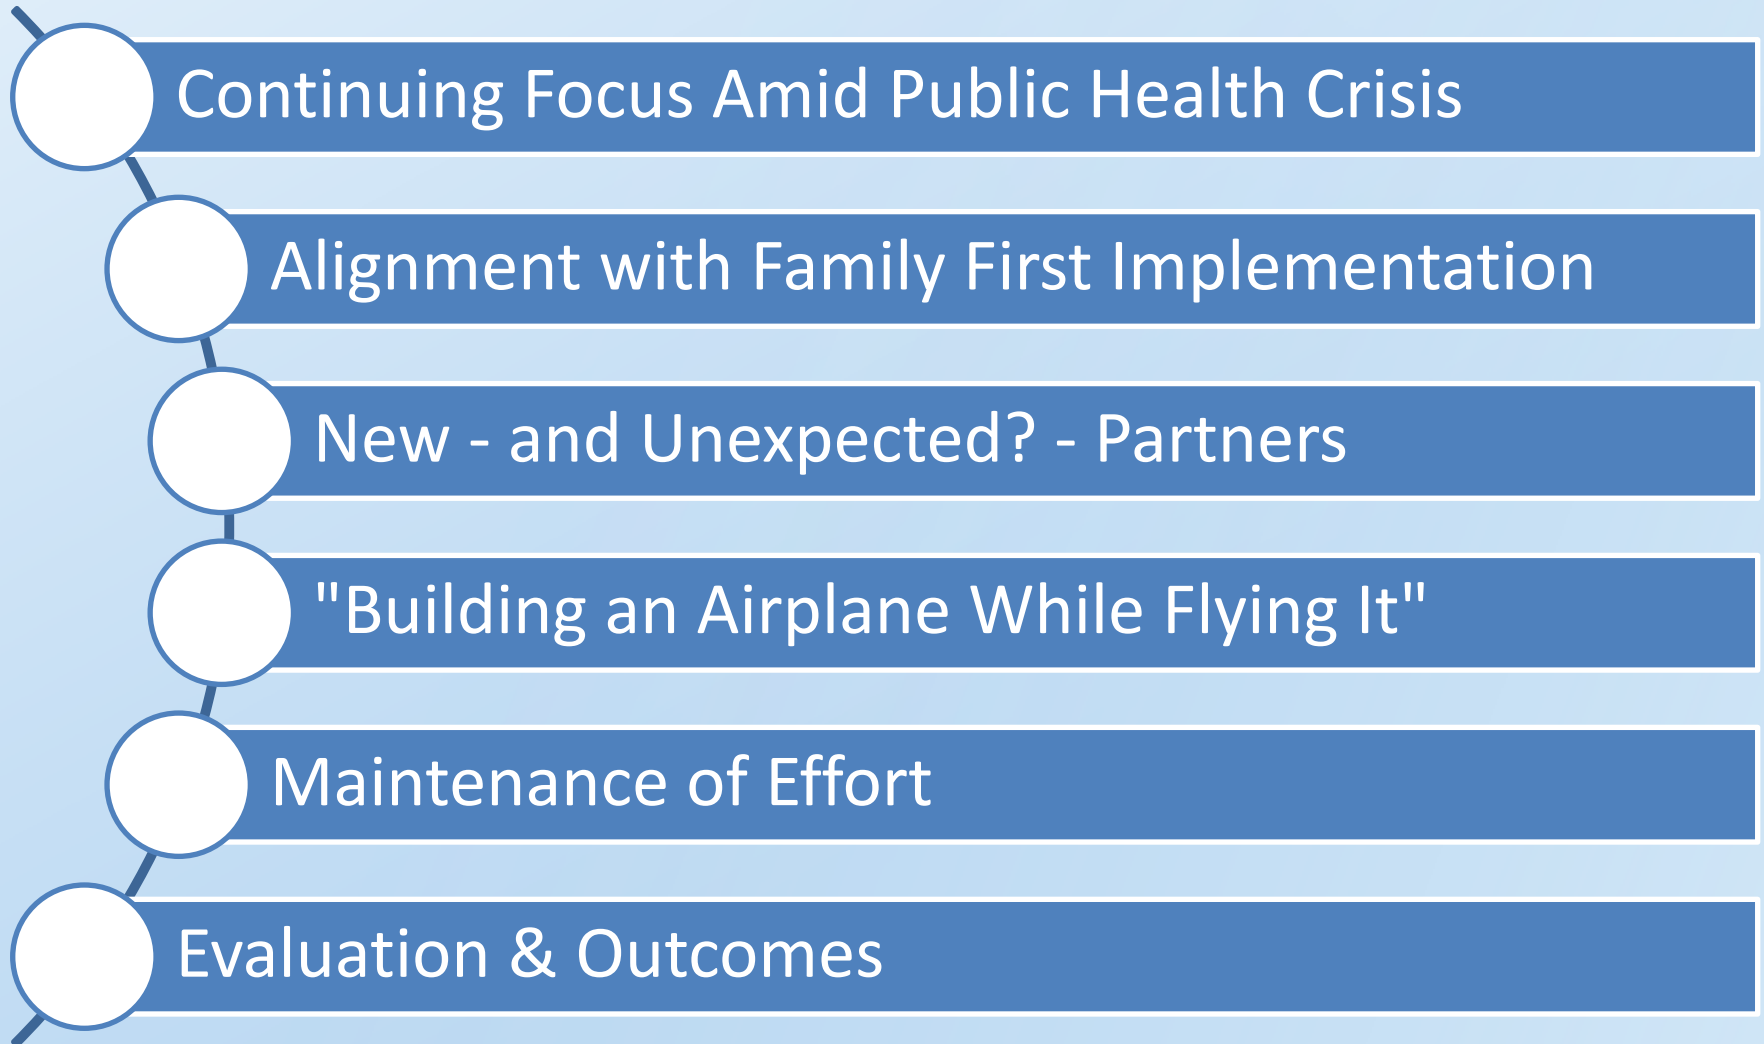 Continuing Focus Amid Public Health Crisis
Alignment with Family First Implementation
New - and Unexpected? - Partners
"Building an Airplane While Flying It"
Maintenance of Effort
Evaluation & Outcomes